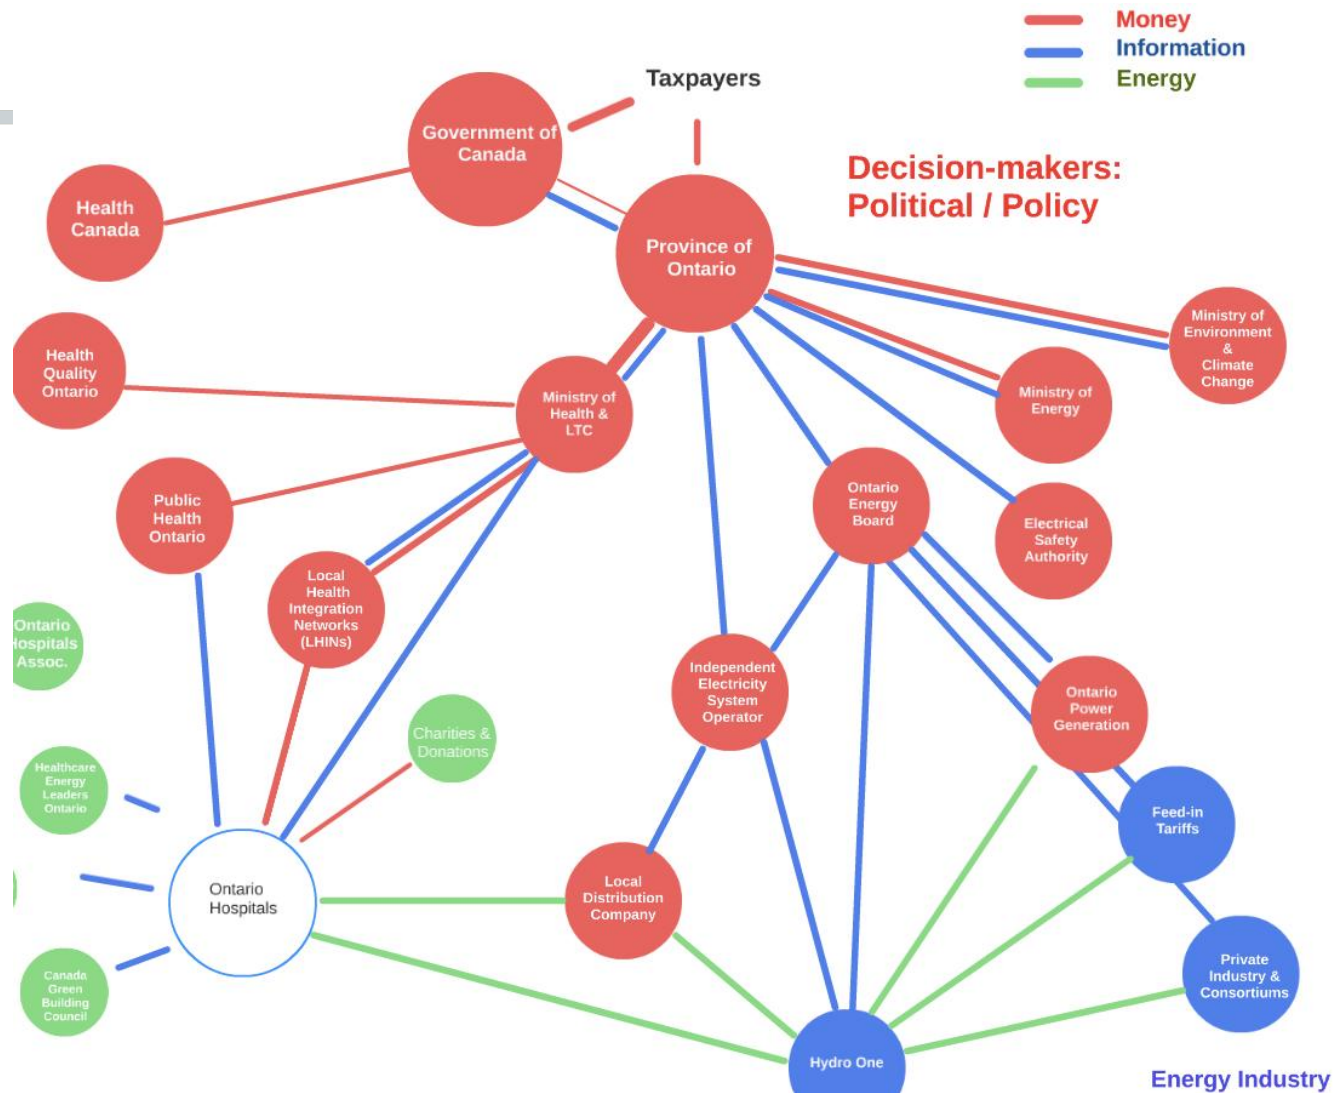 Money
Information
Energy
Taxpayers
Government of
Canada
Decision-makers:
Political / Policy
Health
Canada
Province of
Ontario
Ministry of
Environment
&
Climate
Change
Health
Quality
Ontario
Ministry of
Health &
LTC
Ministry of
Energy
Ontario
Energy
Board
Public
Health
Ontario
Electrical
Safety
Authority
Local
Health
Integration
Networks
(LHINs)
Ontario
Hospitals
Assoc.
Independent
Electricity
System
Operator
Ontario
Power
Generation
Charities &
Donations
Healthcare
Energy
Leaders
Ontario
Feed-in
Tariffs
Ontario
Hospitals
Local
Distribution
Company
Canada
Green
Building
Council
Private
Industry &
Consortiums
Hydro One
Energy Industry